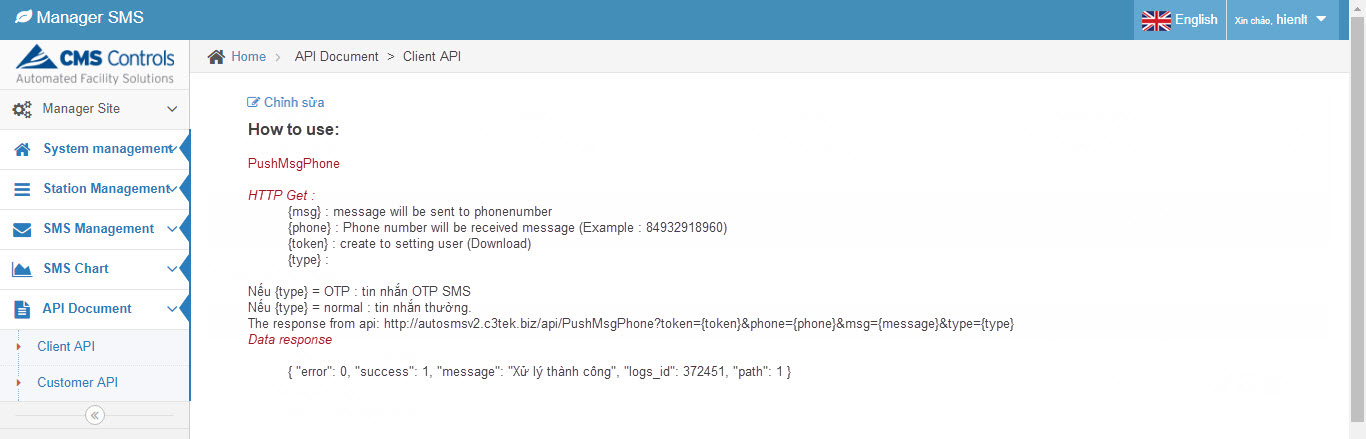 Manager SMS
English
Xin chào, hienlt
CMS Controls
Automated Facility Solutions
Home
API Document > Client API
Manager Site
System management
Station Management
SMS Management
SMS Chart
API Document
Client API
Customer API
Chỉnh sửa
How to use:
PushMsgPhone
HTTP Get :
{msg} : message will be sent to phonenumber
{phone} : Phone number will be received message (Example : 84932918960)
{token} : create to setting user (Download)
{type} :
Nếu {type} = OTP : tin nhắn OTP SMS
Nếu {type} = normal : tin nhắn thường.
The response from api: http://autosmsv2.c3tek.biz/api/PushMsgPhone?token={token}&phone={phone}&msg={message}&type={type}
Data response
{ "error": 0, "success": 1, "message": "Xử lý thành công", "logs_id": 372451, "path": 1 }